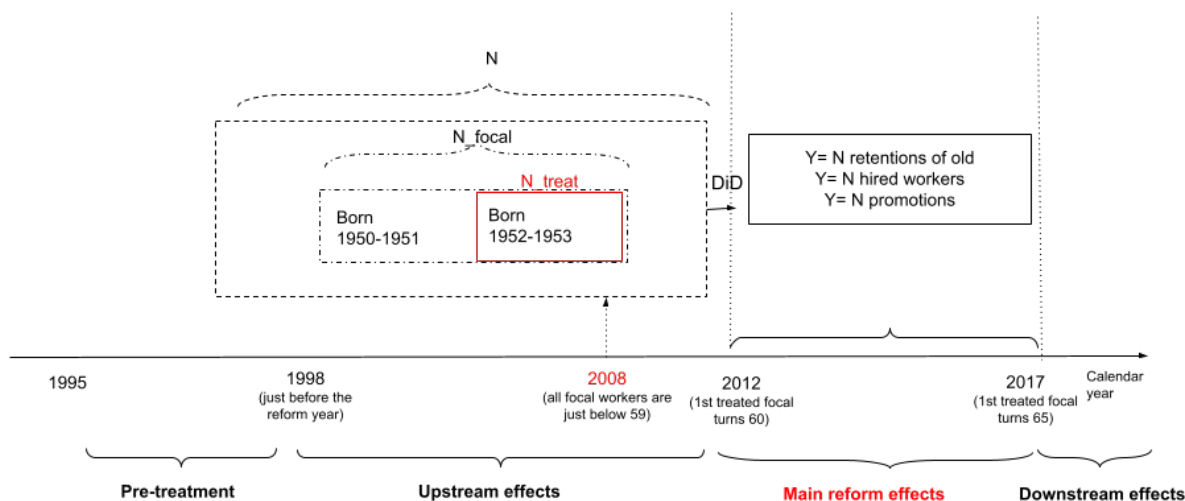 N
N_focal
N_treat
Born
1950-1951
Born
1952-1953
DiD
Y= N retentions of old
Y= N hired workers
Y= N promotions
1995
1998
(just before the
reform year)
2008
(all focal workers are
just below 59)
2012
(1st treated focal
turns 60)
2017
(1st treated focal
turns 65)
Calendar
year
Pre-treatment
Upstream effects
Main reform effects
Downstream effects